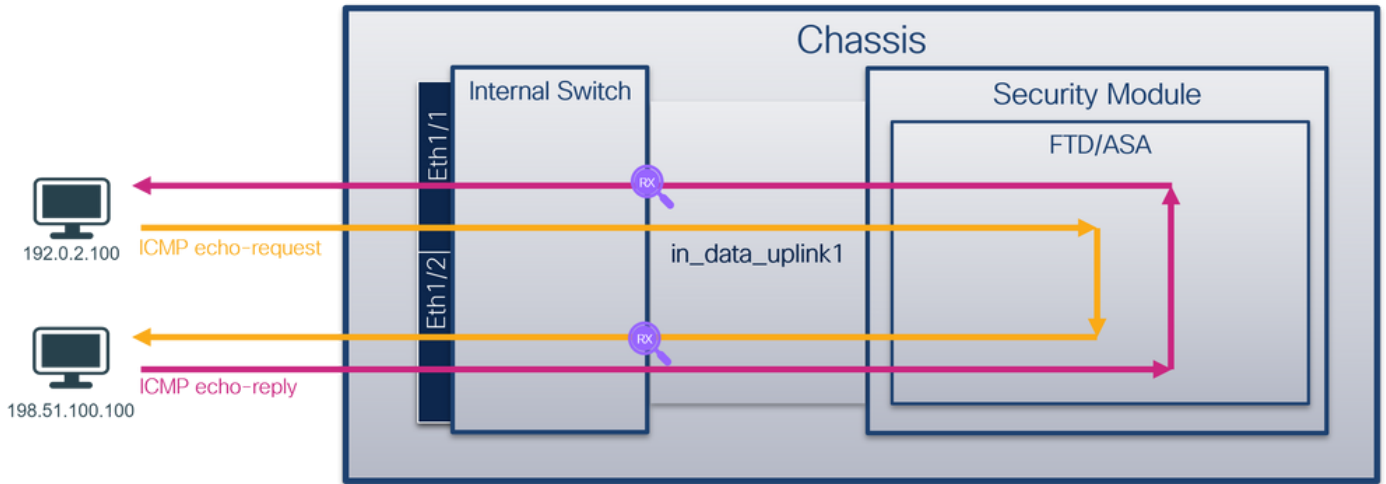 Chassis
Internal Switch
Security Module
FTD/ASA
Eth1/1
RX
192.0.2.100
ICMP echo-request
in_data_uplink1
Eth1/2
RX
ICMP echo-reply
198.51.100.100